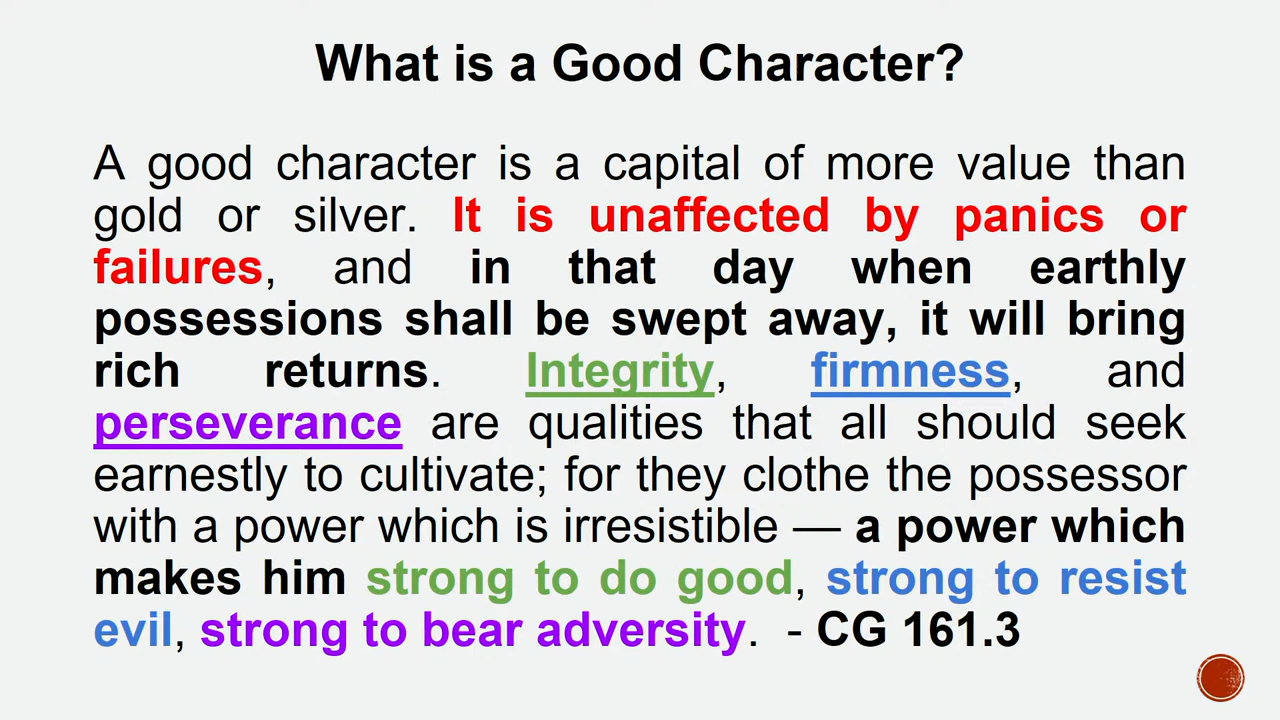 What is a Good Character?
A good character is a capital of more value than
gold or silver. It is unaffected by panics or
failures, and in that day when earthly
possessions shall be swept away, it will bring
rich returns. Integrity, firmness, and
perseverance are qualities that all should seek
earnestly to cultivate; for they clothe the possessor
with a power which is irresistible — a power which
makes him strong to do good, strong to resist
evil, strong to bear adversity. - CG 161.3